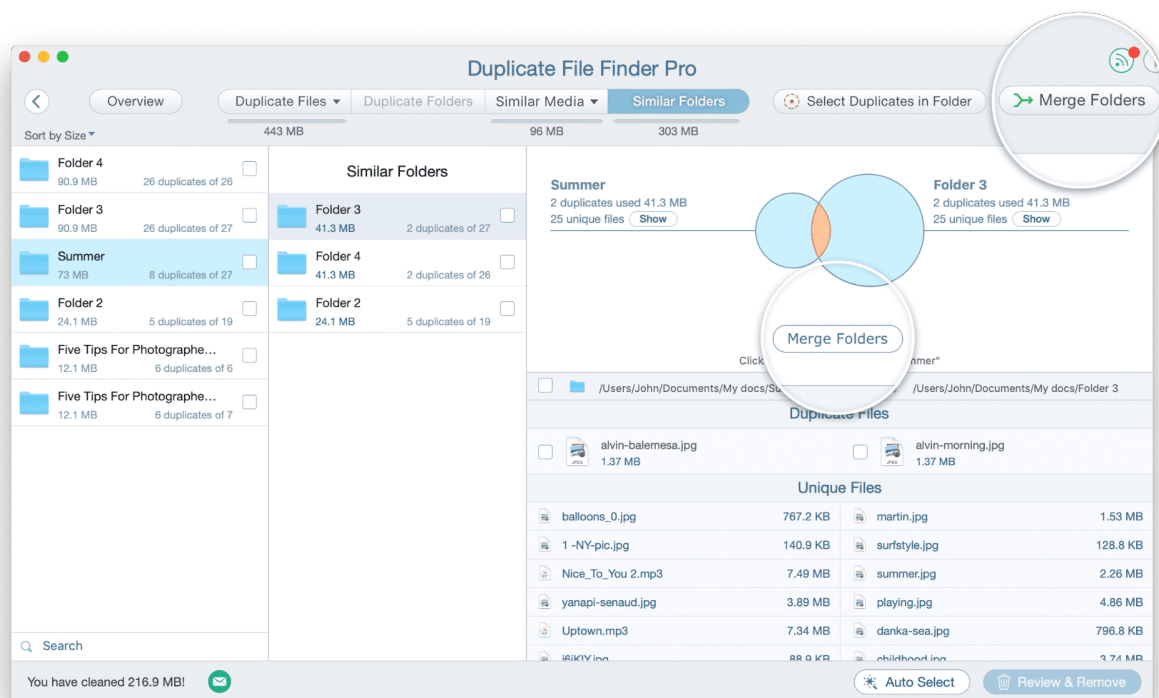 Duplicate File Finder Pro
Overview
Duplicate Files
Duplicate Folders
Similar Media
Similar Folders
Select Duplicates in Folder
Merge Folders
443 MB
96 MB
303 MB
Sort by Size
Folder 4
90.9 MB 26 duplicates of 26
Folder 3
90.9 MB 26 duplicates of 27
Summer
73 MB 8 duplicates of 27
Folder 2
24.1 MB 5 duplicates of 19
Five Tips For Photographe...
12.1 MB 6 duplicates of 6
Five Tips For Photographe...
12.1 MB 6 duplicates of 7
Search
Similar Folders
Folder 3
41.3 MB 2 duplicates of 27
Folder 4
41.3 MB 2 duplicates of 26
Folder 2
24.1 MB 5 duplicates of 19
Summer
2 duplicates used 41.3 MB
25 unique files Show
Folder 3
2 duplicates used 41.3 MB
25 unique files Show
Merge Folders
Click
/Users/John/Documents/My docs/Su
/Users/John/Documents/My docs/Folder 3
Duplicate Files
alvin-balemesa.jpg
1.37 MB
alvin-morning.jpg
1.37 MB
Unique Files
balloons_0.jpg 767.2 KB martin.jpg 1.53 MB
1 -NY-pic.jpg 140.9 KB surfstyle.jpg 128.8 KB
Nice_To_You 2.mp3 7.49 MB summer.jpg 2.26 MB
yanapi-senaud.jpg 3.89 MB playing.jpg 4.86 MB
Uptown.mp3 7.34 MB danka-sea.jpg 796.8 KB
88.9 KB childhood.jpg 3.74 MB
You have cleaned 216.9 MB!
Auto Select
Review & Remove